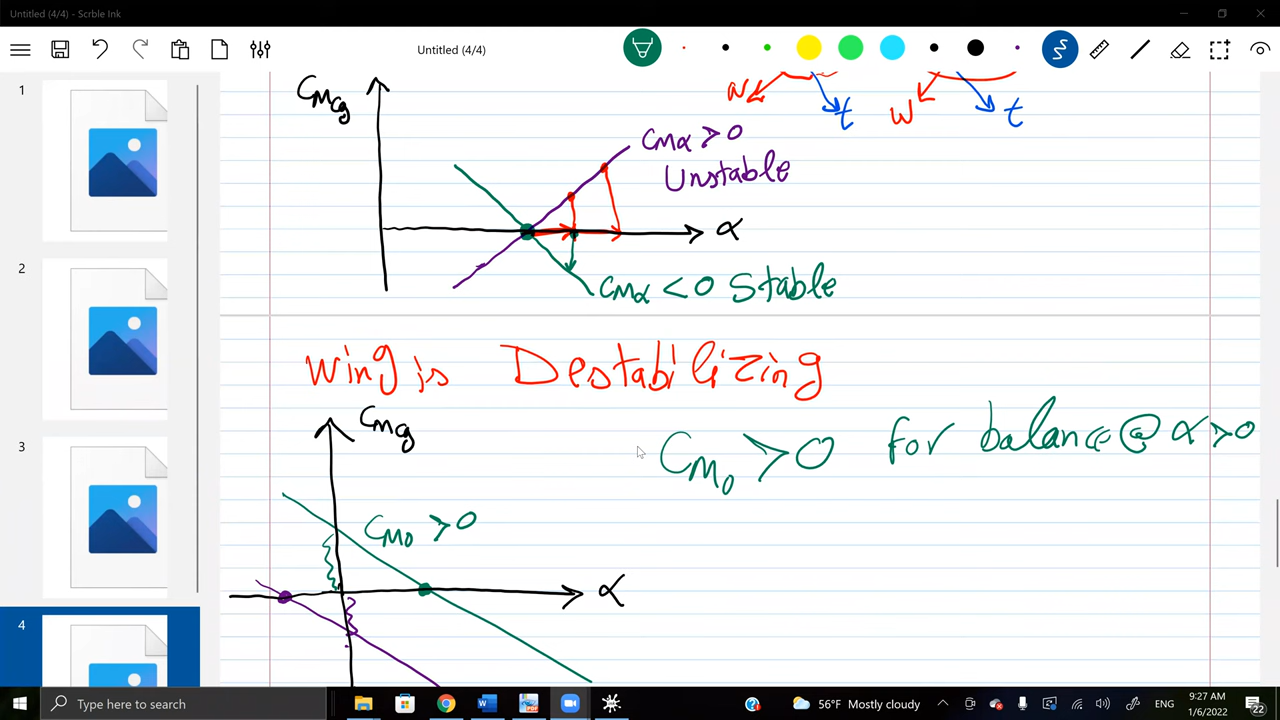 Untitled (4/4) - Scrble Ink
Untitled (4/4)
1
2
3
4
CMcg
w
t
w
t
CMα > 0
Unstable
α
CMα < 0 Stable
Wing is Destabilizing
CMcg
CM0 > 0 for balance @ α > 0
CM0 > 0
α
Type here to search
56°F Mostly cloudy
ENG
9:27 AM
1/6/2022
22